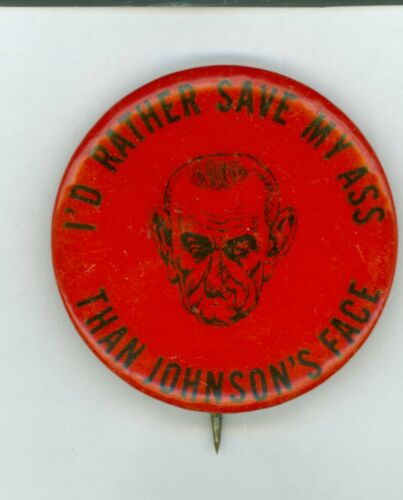 I'D RATHER SAVE MY ASS
THAN JOHNSON'S FACE